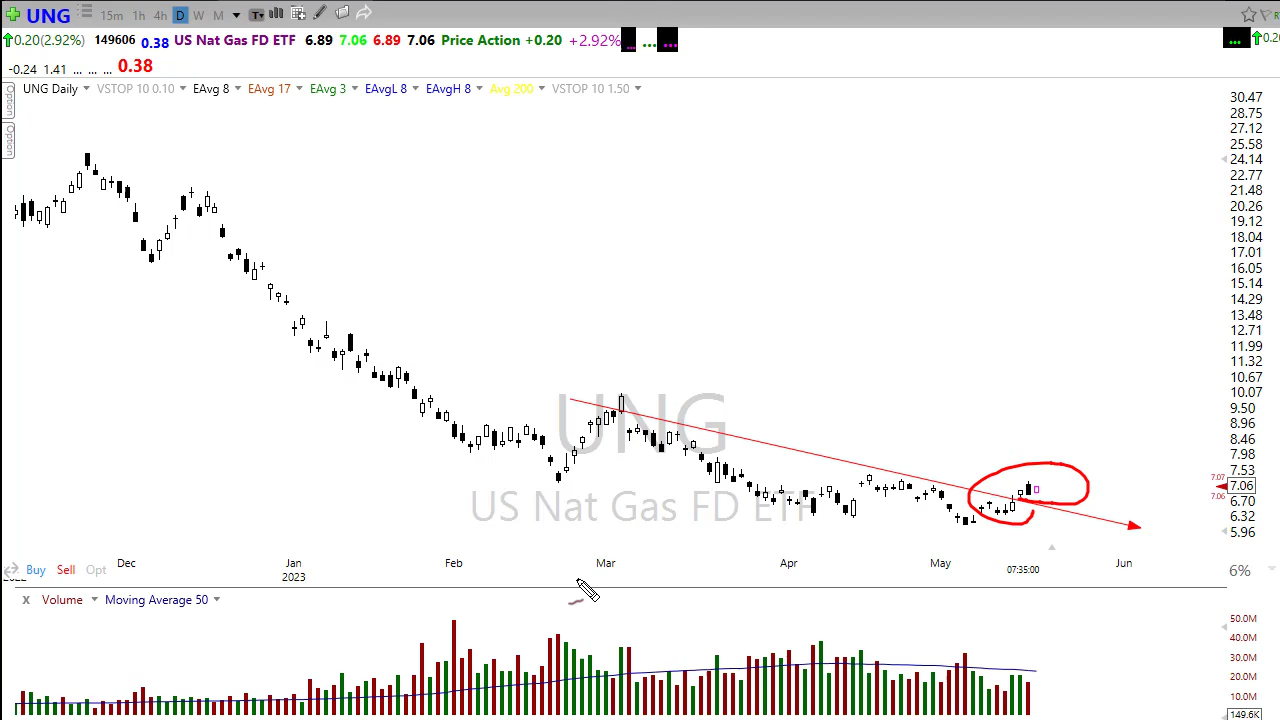 UNG 15m 1h 4h D W M T
0.20(2.92%) 149606 0.38 US Nat Gas FD ETF 6.89 7.06 6.89 7.06 Price Action +0.20 +2.92% ... ... ... ... 0.20
-0.24 1.41 ... ... ... 0.38
UNG Daily VSTOP 10 0.10 EAvg 8 EAvg 17 EAvg 3 EAvgL 8 EAvgH 8 Avg 200 VSTOP 10 1.50
Option
Option
30.47
28.75
27.12
25.58
24.14
22.77
21.48
20.26
19.12
18.04
17.01
16.05
15.14
14.29
13.48
12.71
11.99
11.32
10.67
10.07
9.50
8.96
8.46
7.98
7.53
7.07
7.06
7.06
6.70
6.32
5.96
UNG
US Nat Gas FD ETF
Dec Jan Feb Mar Apr May Jun
2023 07:35:00
Buy Sell Opt 6%
X Volume Moving Average 50
50.0M
40.0M
30.0M
20.0M
10.0M
149.6K